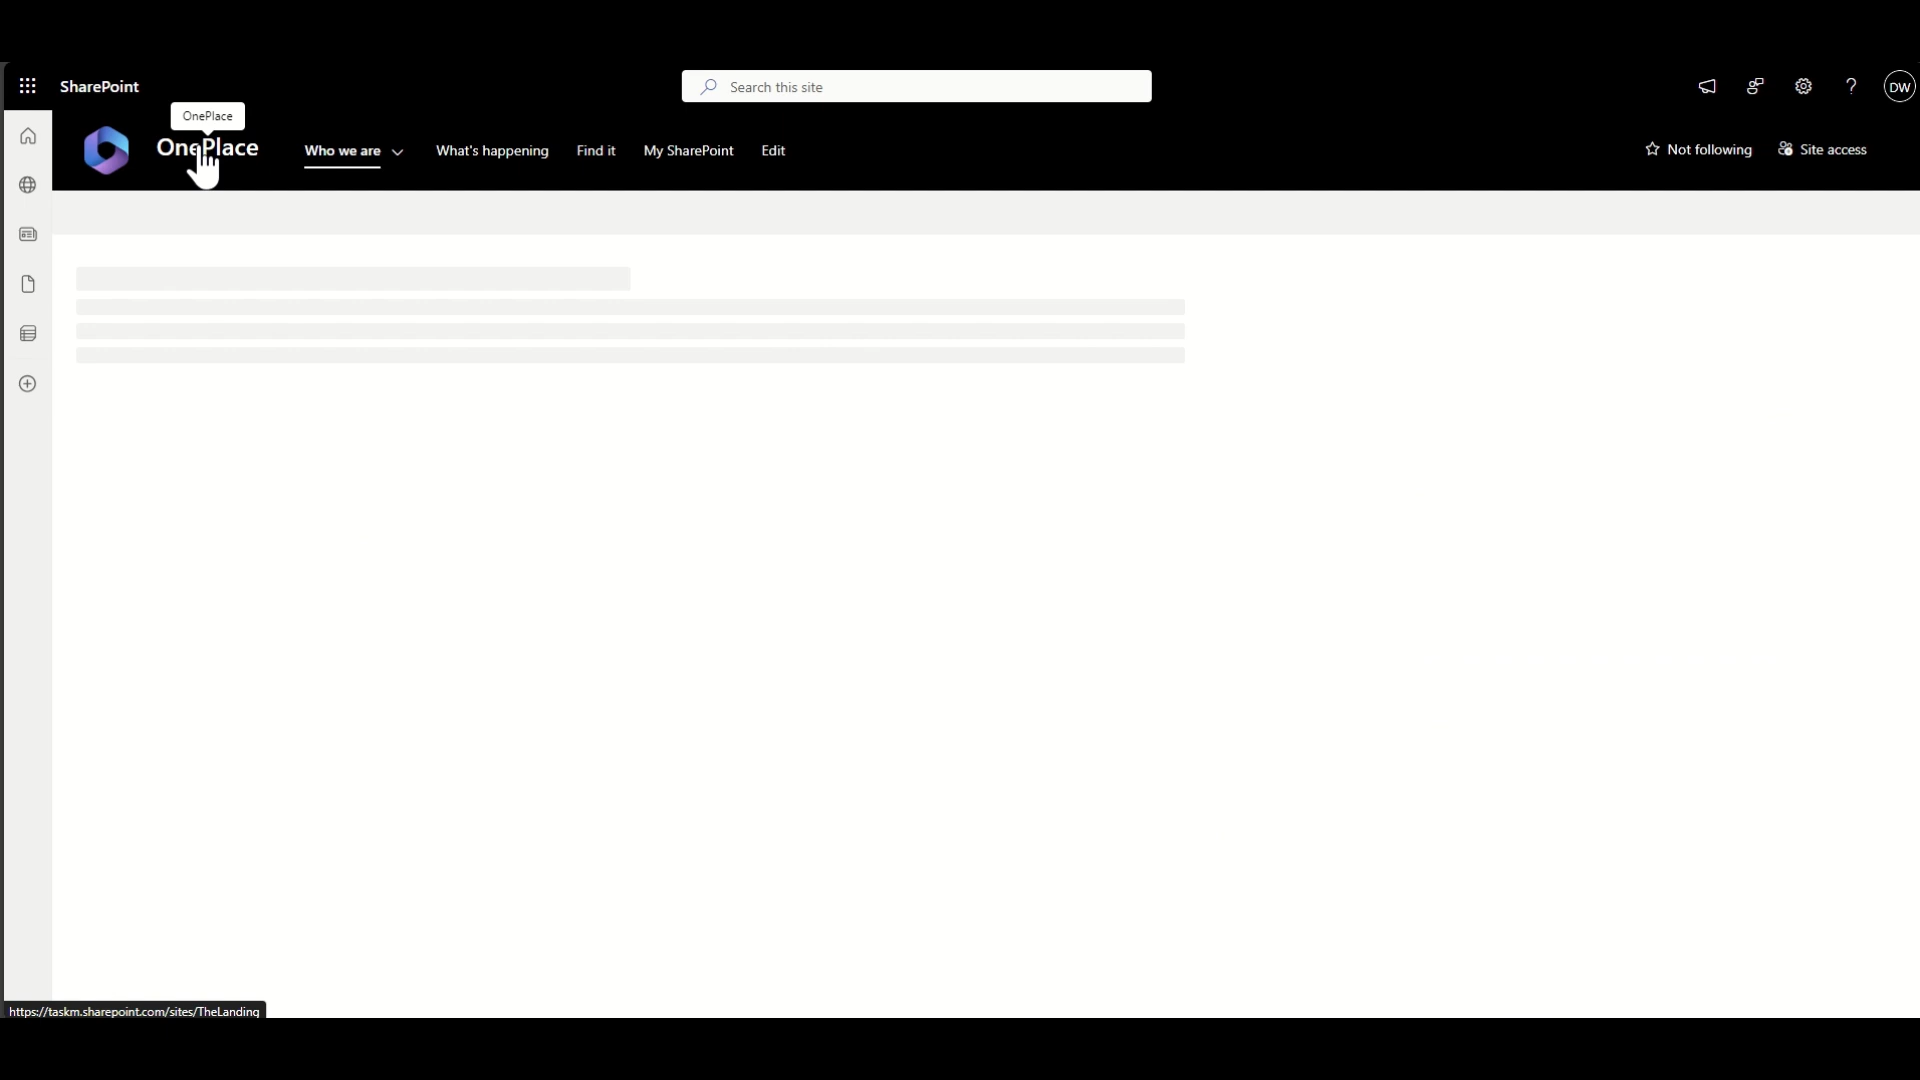 SharePoint
Search this site
DW
OnePlace
OnePlace
Who we are
What's happening
Find it
My SharePoint
Edit
Not following
Site access
https://taskm.sharepoint.com/sites/TheLanding